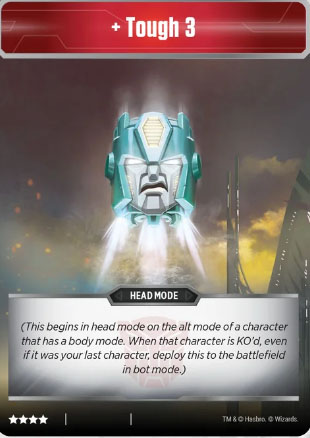 + Tough 3
HEAD MODE
(This begins in head mode on the alt mode of a character
that has a body mode. When that character is KO'd, even
if it was your last character, deploy this to the battlefield
in bot mode.)
TM & © Hasbro. © Wizards.